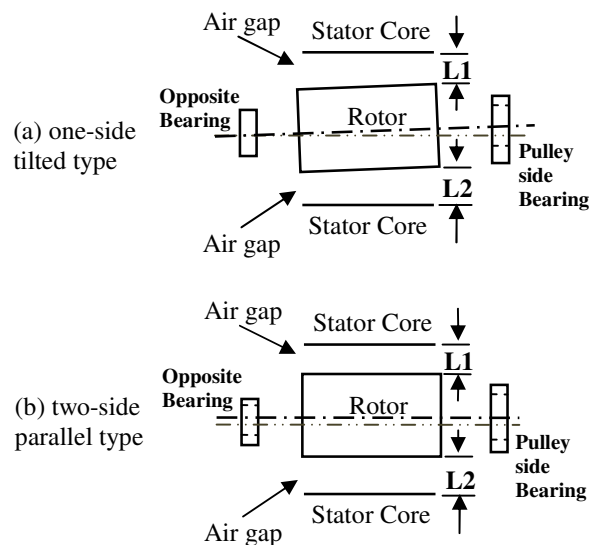 Air gap
Stator Core
L1
Opposite
Bearing
Rotor
(a) one-side
tilted type
Pulley
side
Bearing
L2
Stator Core
Air gap
Air gap
Stator Core
L1
Opposite
Bearing
Rotor
(b) two-side
parallel type
Pulley
side
Bearing
L2
Stator Core
Air gap